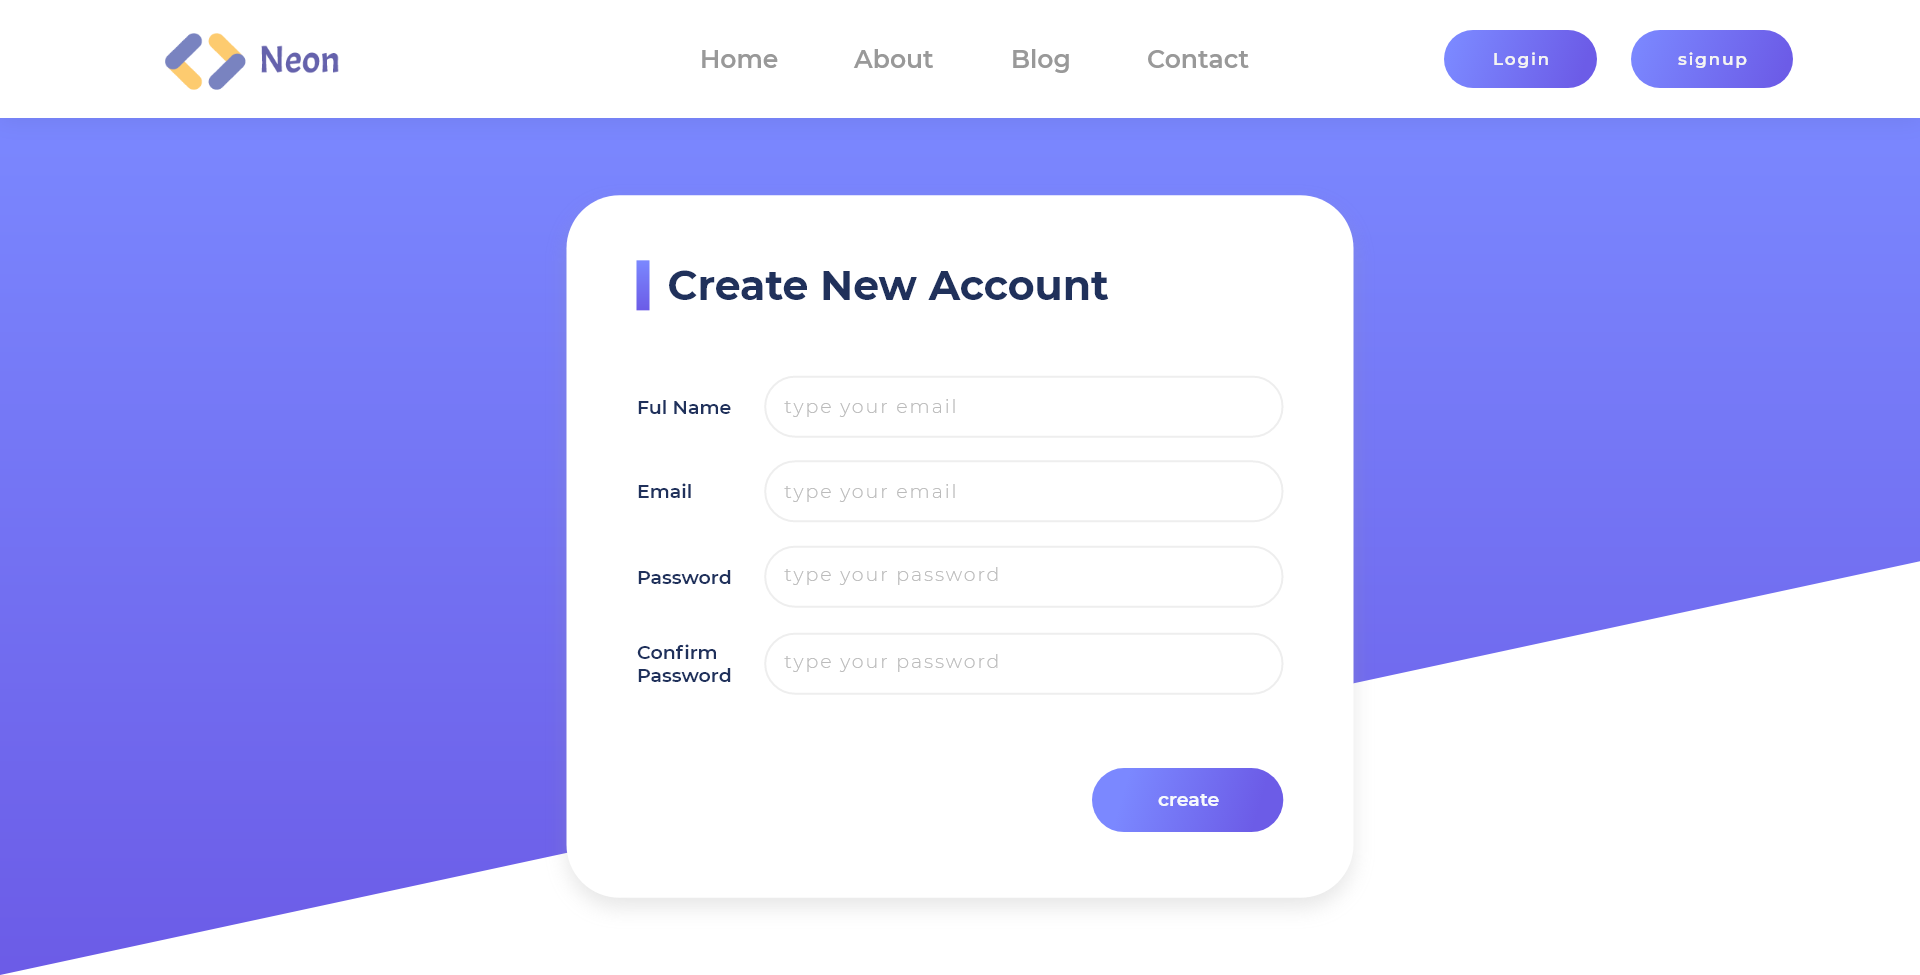 Neon
Home About Blog Contact
Login signup
Create New Account
Ful Name type your email
Email type your email
Password type your password
Confirm
Password
type your password
create